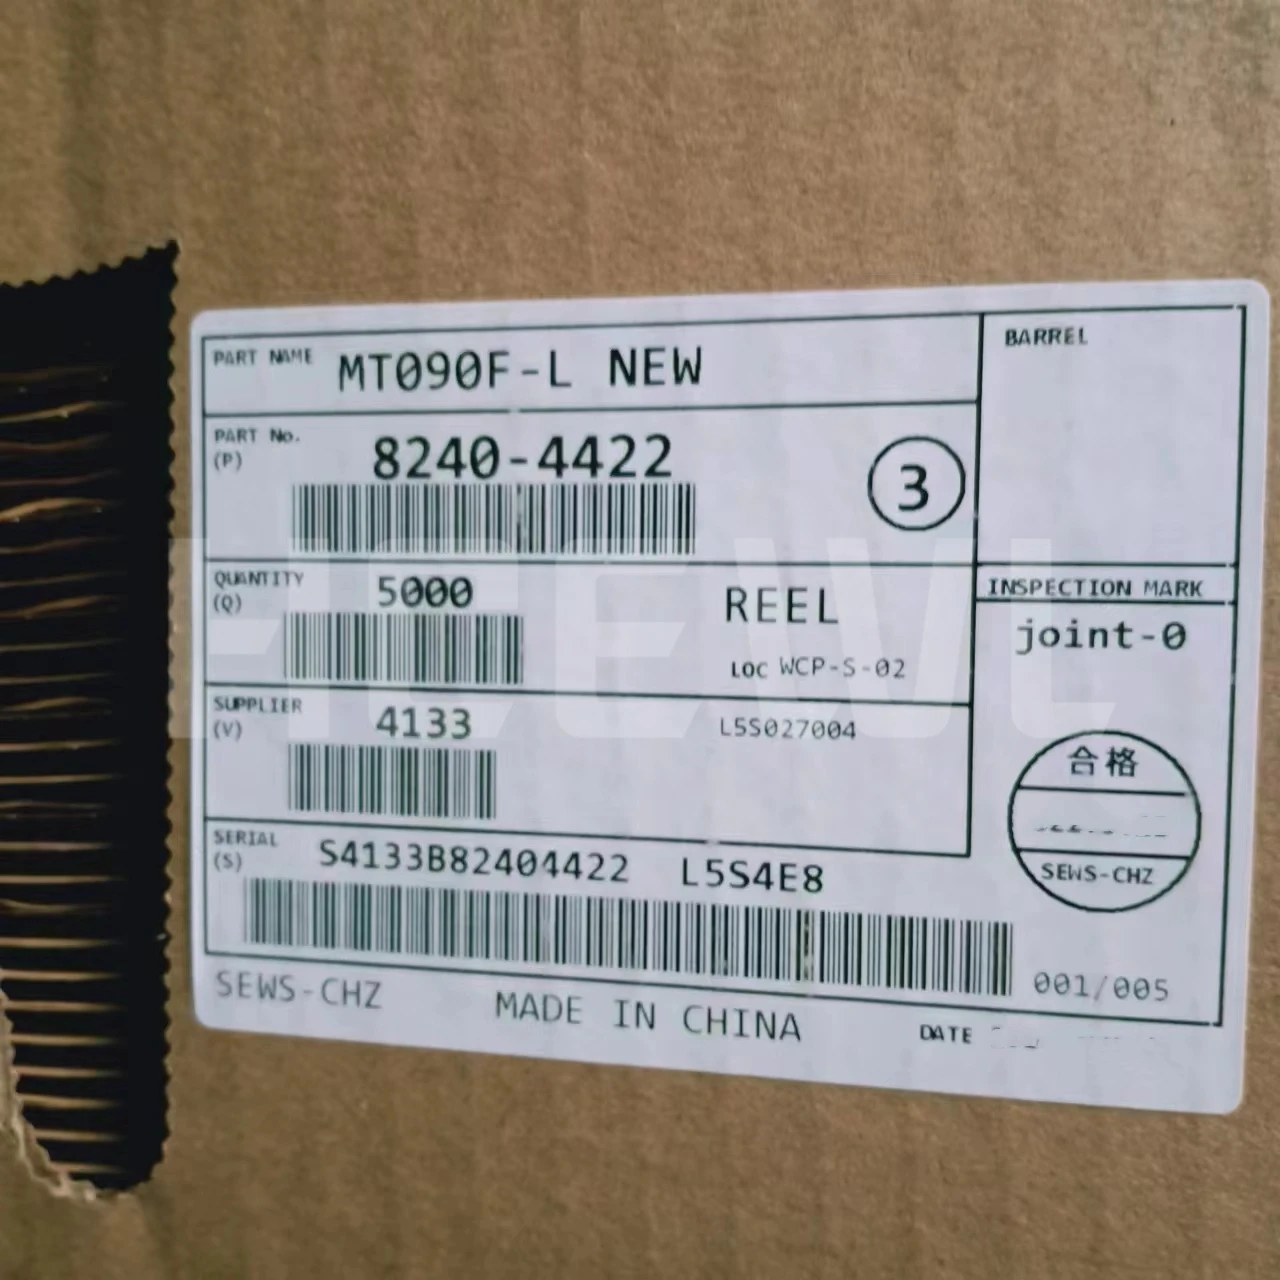 PART NAME MT090F-L NEW
BARREL
PART No.
(P)
8240-4422
3
QUANTITY
(Q)
5000
REEL
LOC WCP-S-02
INSPECTION MARK
joint-0
SUPPLIER
(V)
4133
L5S027004
合格
SEWS-CHZ
SERIAL
(S)
S4133B82404422 L5S4E8
001/005
SEWS-CHZ
MADE IN CHINA
DATE